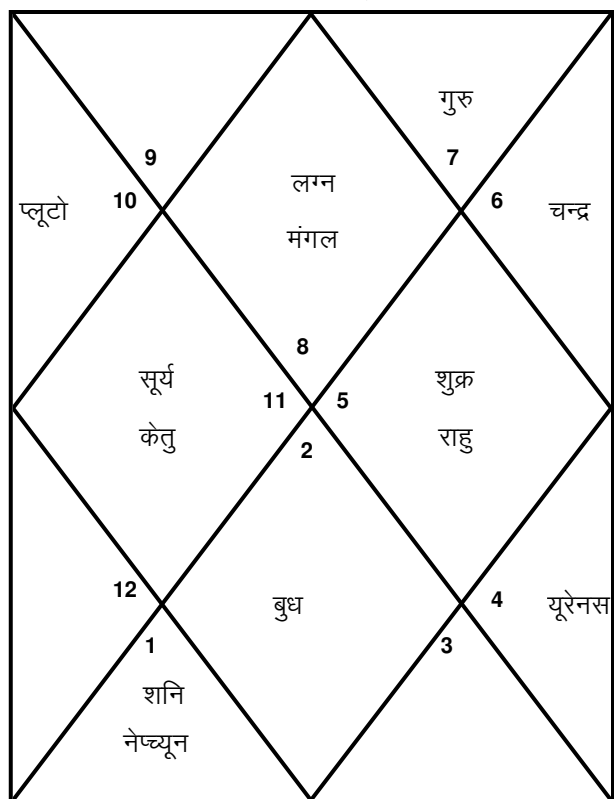 गुरु
9
7
लग्न
प्लूटो
10
6
चन्द्र
मंगल
8
सूर्य
शुक्र
11
5
केतु
राहु
2
12
4
बुध
यूरेनस
1
3
शनि
नेप्च्यून